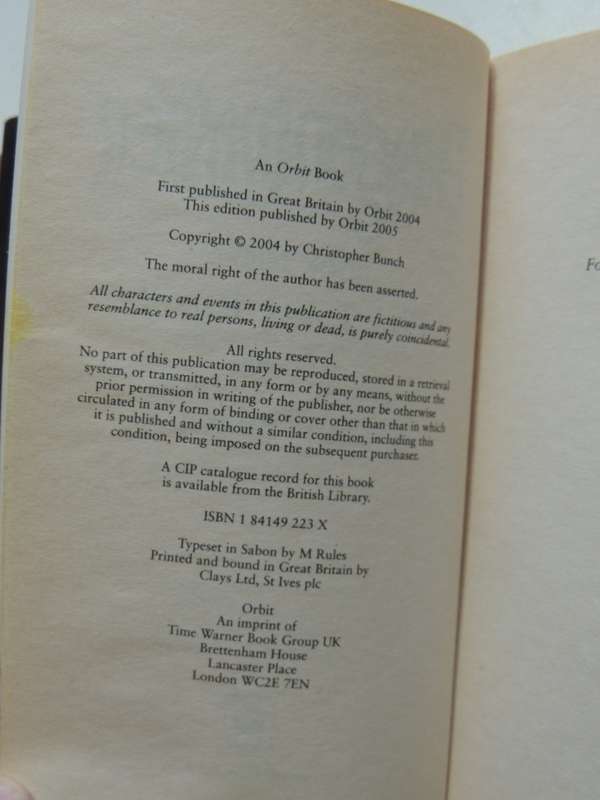 An Orbit Book
First published in Great Britain by Orbit 2004
This edition published by Orbit 2005
Copyright © 2004 by Christopher Bunch
The moral right of the author has been asserted.
All characters and events in this publication are fictitious and any
resemblance to real persons, living or dead, is purely coincidental.
All rights reserved.
No part of this publication may be reproduced, stored in a retrieval
system, or transmitted, in any form or by any means, without the
prior permission in writing of the publisher, nor be otherwise
circulated in any form of binding or cover other than that in which
it is published and without a similar condition, including this
condition, being imposed on the subsequent purchaser.
A CIP catalogue record for this book
is available from the British Library.
ISBN 1 84149 223 X
Typeset in Sabon by M Rules
Printed and bound in Great Britain by
Clays Ltd, St Ives plc
Orbit
An imprint of
Time Warner Book Group UK
Brettenham House
Lancaster Place
London WC2E 7EN